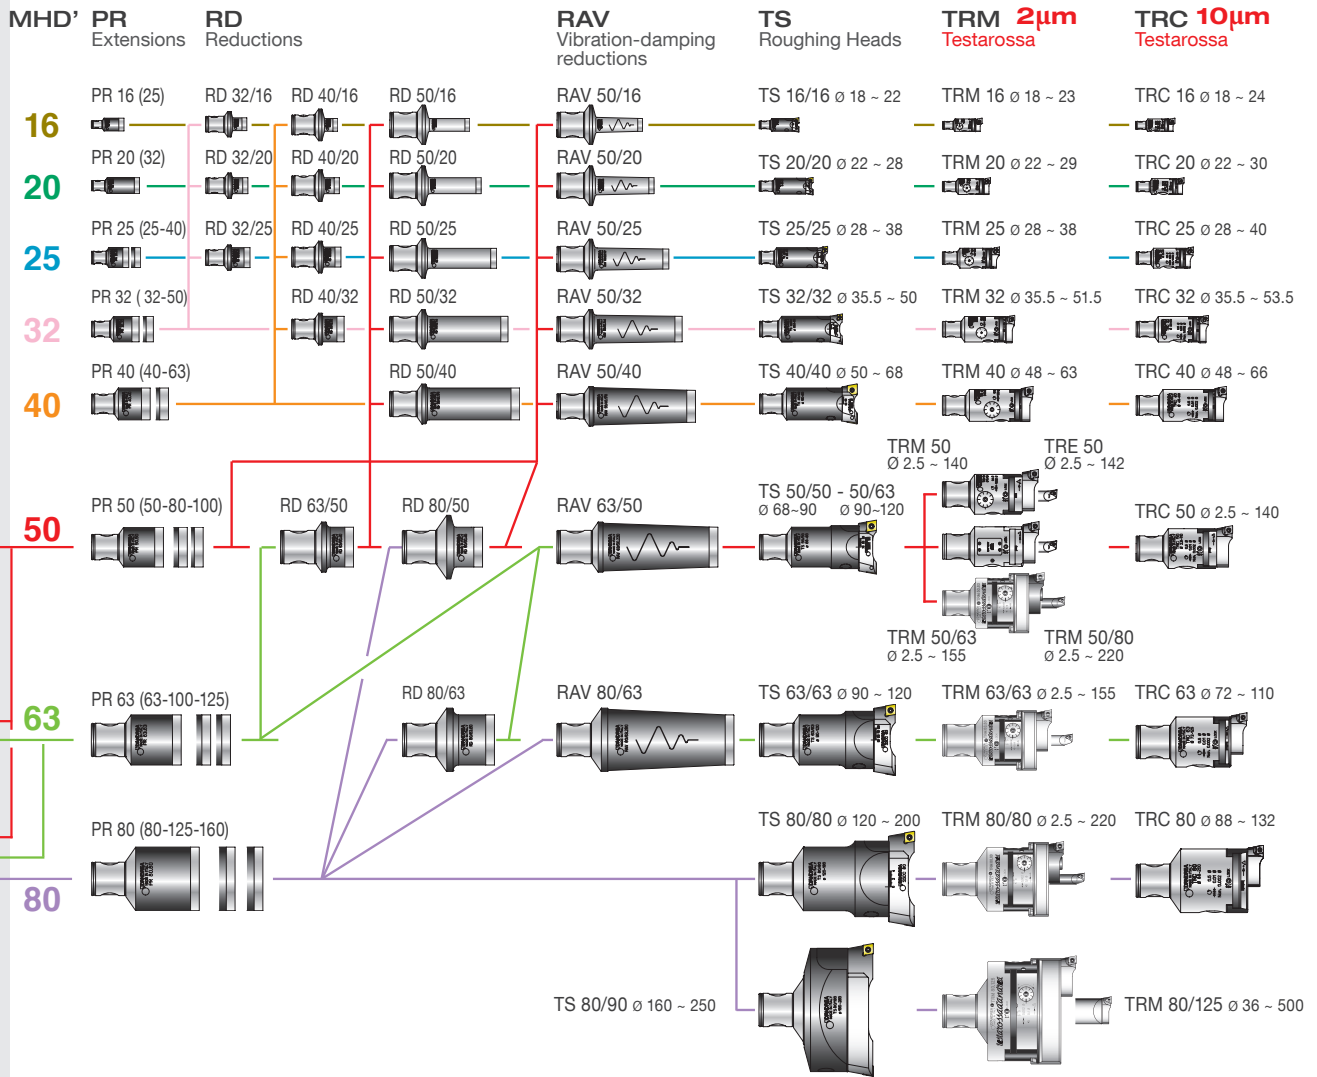 MHD' PR RD RAV TS TRM 2µm TRC 10µm
Extensions Reductions Vibration-damping Roughing Heads Testarossa Testarossa
reductions
PR 16 (25) RD 32/16 RD 40/16 RD 50/16 RAV 50/16 TS 16/16 Ø 18 ~ 22 TRM 16 Ø 18 ~ 23 TRC 16 Ø 18 ~ 24
16
PR 20 (32) RD 32/20 RD 40/20 RD 50/20 RAV 50/20 TS 20/20 Ø 22 ~ 28 TRM 20 Ø 22 ~ 29 TRC 20 Ø 22 ~ 30
20
PR 25 (25-40) RD 32/25 RD 40/25 RD 50/25 RAV 50/25 TS 25/25 Ø 28 ~ 38 TRM 25 Ø 28 ~ 38 TRC 25 Ø 28 ~ 40
25
PR 32 ( 32-50) RD 40/32 RD 50/32 RAV 50/32 TS 32/32 Ø 35.5 ~ 50 TRM 32 Ø 35.5 ~ 51.5 TRC 32 Ø 35.5 ~ 53.5
32
PR 40 (40-63) RD 50/40 RAV 50/40 TS 40/40 Ø 50 ~ 68 TRM 40 Ø 48 ~ 63 TRC 40 Ø 48 ~ 66
40
TRM 50 TRE 50
Ø 2.5 ~ 140 Ø 2.5 ~ 142
PR 50 (50-80-100) RD 63/50 RD 80/50 RAV 63/50 TS 50/50 - 50/63 TRC 50 Ø 2.5 ~ 140
Ø 68~90 Ø 90~120
50
TRM 50/63 TRM 50/80
Ø 2.5 ~ 155 Ø 2.5 ~ 220
PR 63 (63-100-125) RD 80/63 RAV 80/63 TS 63/63 Ø 90 ~ 120 TRM 63/63 Ø 2.5 ~ 155 TRC 63 Ø 72 ~ 110
63
PR 80 (80-125-160) TS 80/80 Ø 120 ~ 200 TRM 80/80 Ø 2.5 ~ 220 TRC 80 Ø 88 ~ 132
80
TS 80/90 Ø 160 ~ 250 TRM 80/125 Ø 36 ~ 500